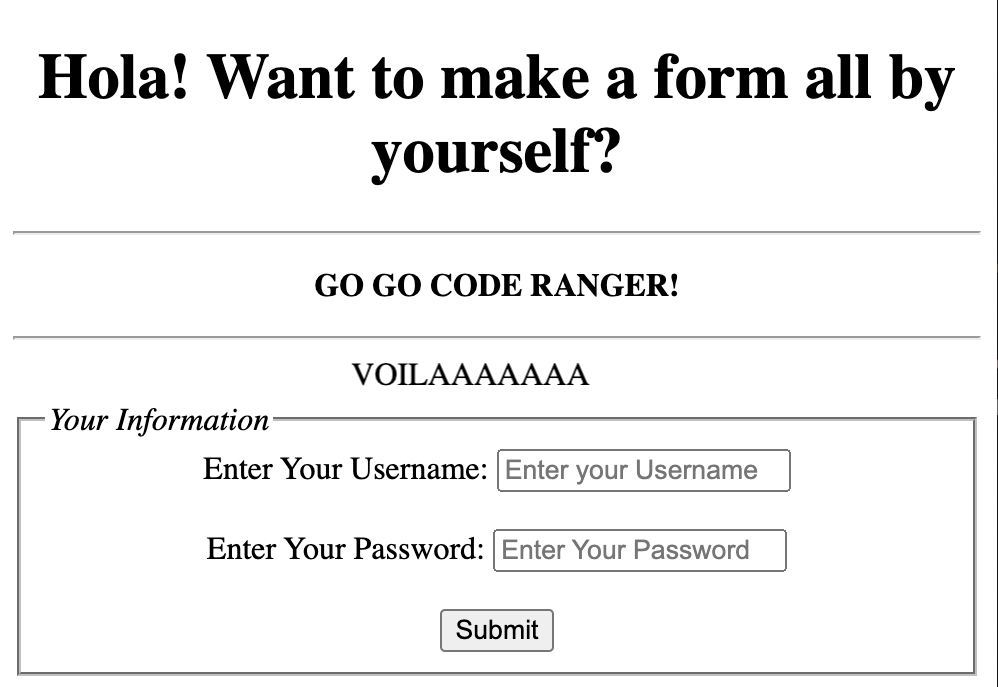 Hola! Want to make a form all by
yourself?
GO GO CODE RANGER!
VOILAAAAAAA
Your Information
Enter Your Username: Enter your Username
Enter Your Password: Enter Your Password
Submit